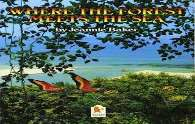 WHERE THE FOREST
MEETS THE SEA
by Jeannie Baker